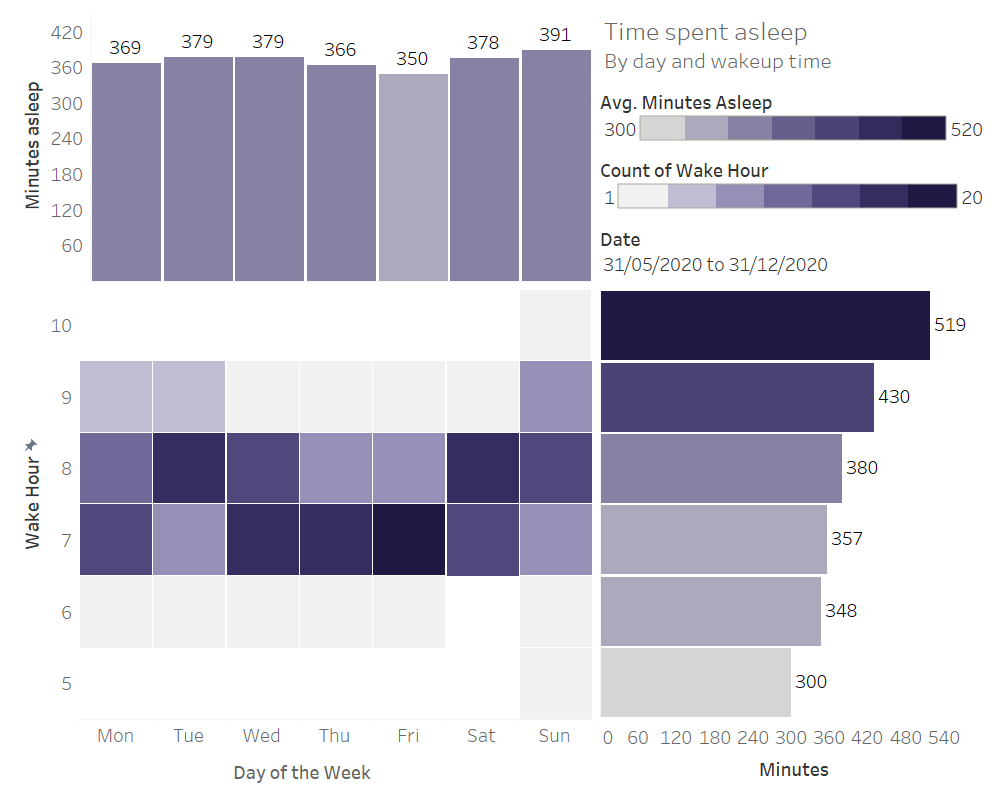 Time spent asleep
By day and wakeup time
Avg. Minutes Asleep
300 520
Count of Wake Hour
1 20
Date
31/05/2020 to 31/12/2020
Minutes asleep
420
360
300
240
180
120
60
369 379 379 366 350 378 391
Wake Hour
10
9
8
7
6
5
Mon Tue Wed Thu Fri Sat Sun
Day of the Week
519
430
380
357
348
300
0 60 120 180 240 300 360 420 480 540
Minutes